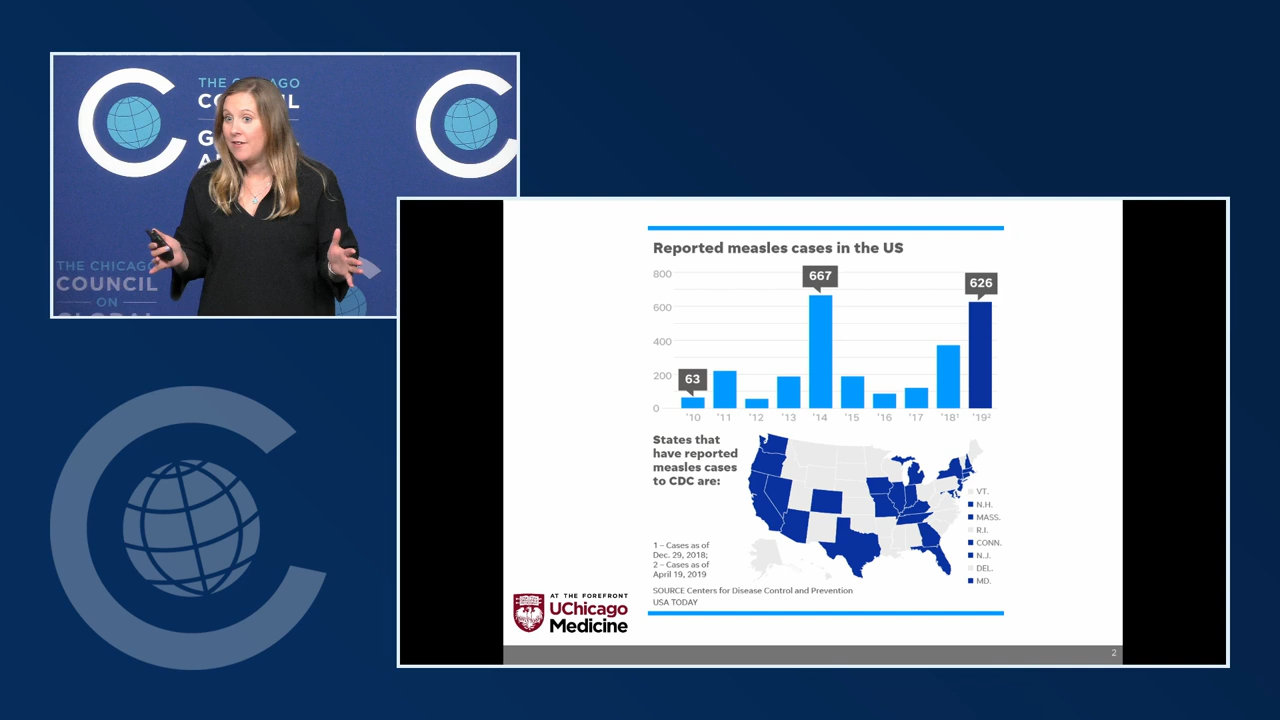 THE CHICAGO
COUNCIL
THE CHICAGO
COUNCIL
ON
Reported measles cases in the US
800
600
400
200
0
63
667
626
'10
'11
'12
'13
'14
'15
'16
'17
'18¹
'19²
States that
have reported
measles cases
to CDC are:
VT.
N.H.
MASS.
R.I.
CONN.
N.J.
DEL.
MD.
1 – Cases as of
Dec. 29, 2018;
2 – Cases as of
April 19, 2019
SOURCE Centers for Disease Control and Prevention
USA TODAY
AT THE FOREFRONT
UChicago
Medicine
2